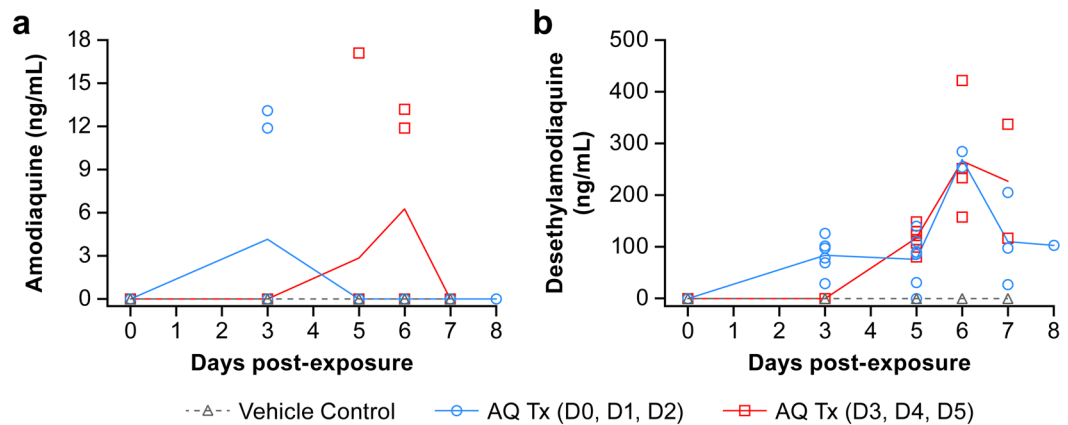 a
Amodiaquine (ng/mL)
18
15
12
9
6
3
0
0 1 2 3 4 5 6 7 8
Days post-exposure
b
Desethylamodiaquine
(ng/mL)
500
400
300
200
100
0
0 1 2 3 4 5 6 7 8
Days post-exposure
Vehicle Control AQ Tx (D0, D1, D2) AQ Tx (D3, D4, D5)